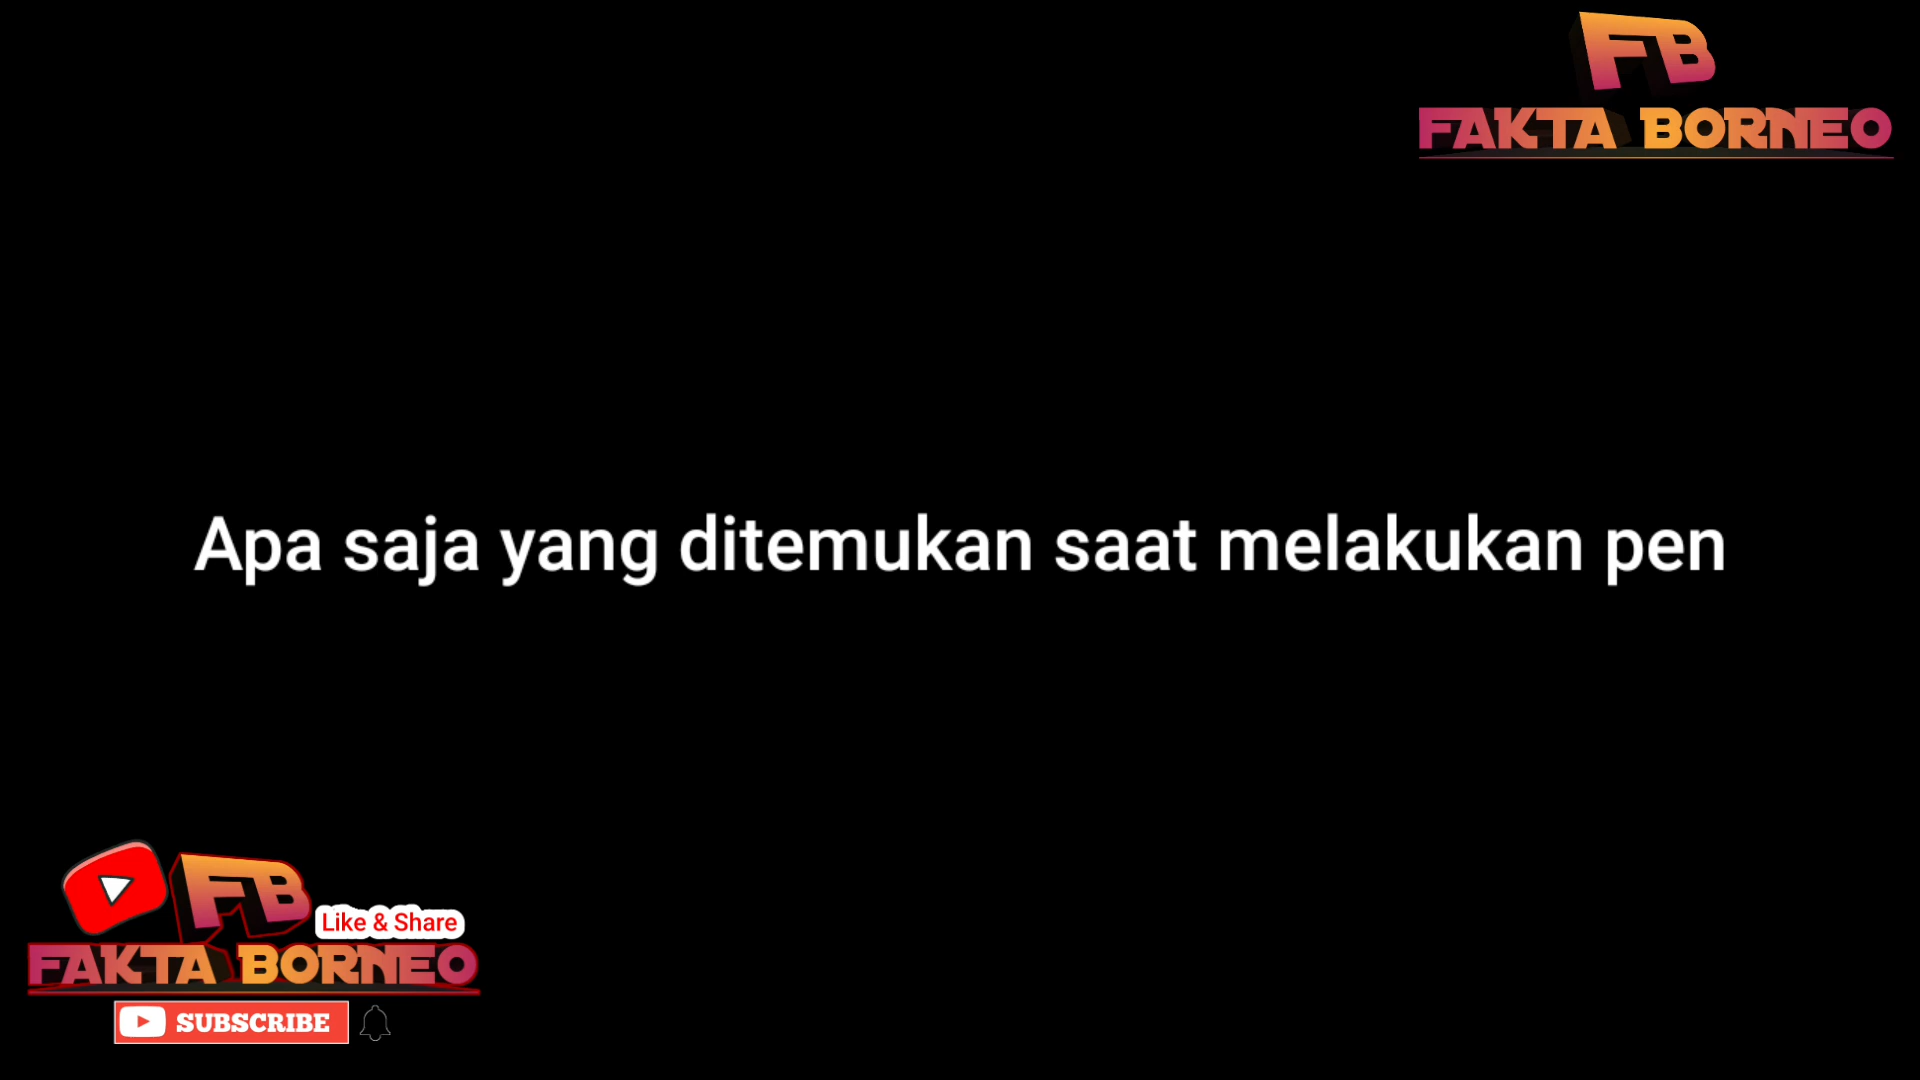 FB
FAKTA BORNEO
Apa saja yang ditemukan saat melakukan pen
FB
Like & Share
FAKTA BORNEO
SUBSCRIBE